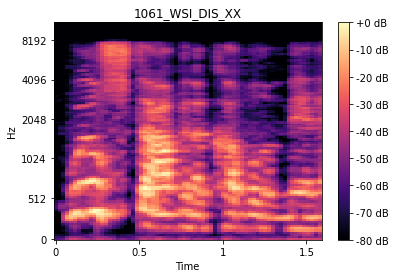 1061_WSI_DIS_XX
8192
4096
2048
1024
512
0
Hz
0
0.5
1
1.5
Time
+0 dB
-10 dB
-20 dB
-30 dB
-40 dB
-50 dB
-60 dB
-70 dB
-80 dB